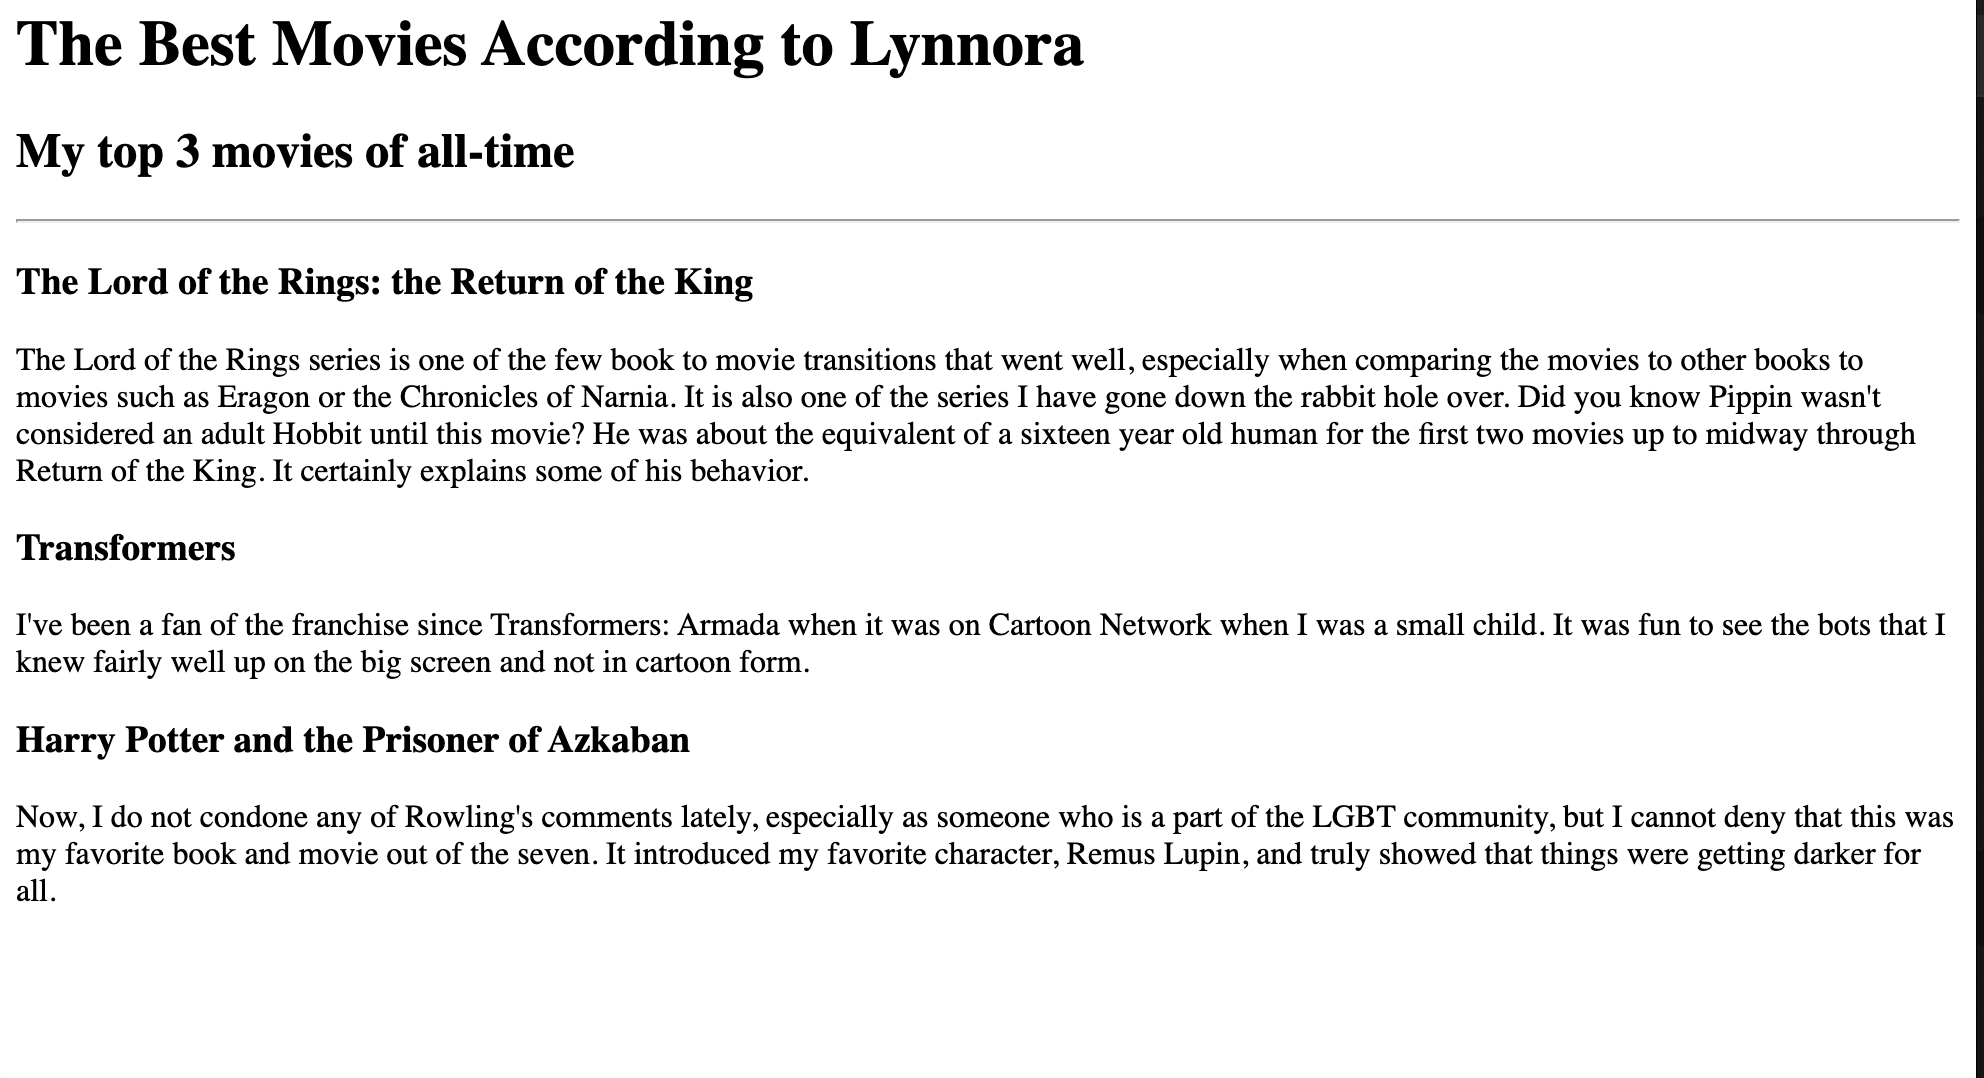 The Best Movies According to Lynnora
My top 3 movies of all-time
The Lord of the Rings: the Return of the King
The Lord of the Rings series is one of the few book to movie transitions that went well, especially when comparing the movies to other books to
movies such as Eragon or the Chronicles of Narnia. It is also one of the series I have gone down the rabbit hole over. Did you know Pippin wasn't
considered an adult Hobbit until this movie? He was about the equivalent of a sixteen year old human for the first two movies up to midway through
Return of the King. It certainly explains some of his behavior.
Transformers
I've been a fan of the franchise since Transformers: Armada when it was on Cartoon Network when I was a small child. It was fun to see the bots that I
knew fairly well up on the big screen and not in cartoon form.
Harry Potter and the Prisoner of Azkaban
Now, I do not condone any of Rowling's comments lately, especially as someone who is a part of the LGBT community, but I cannot deny that this was
my favorite book and movie out of the seven. It introduced my favorite character, Remus Lupin, and truly showed that things were getting darker for
all.